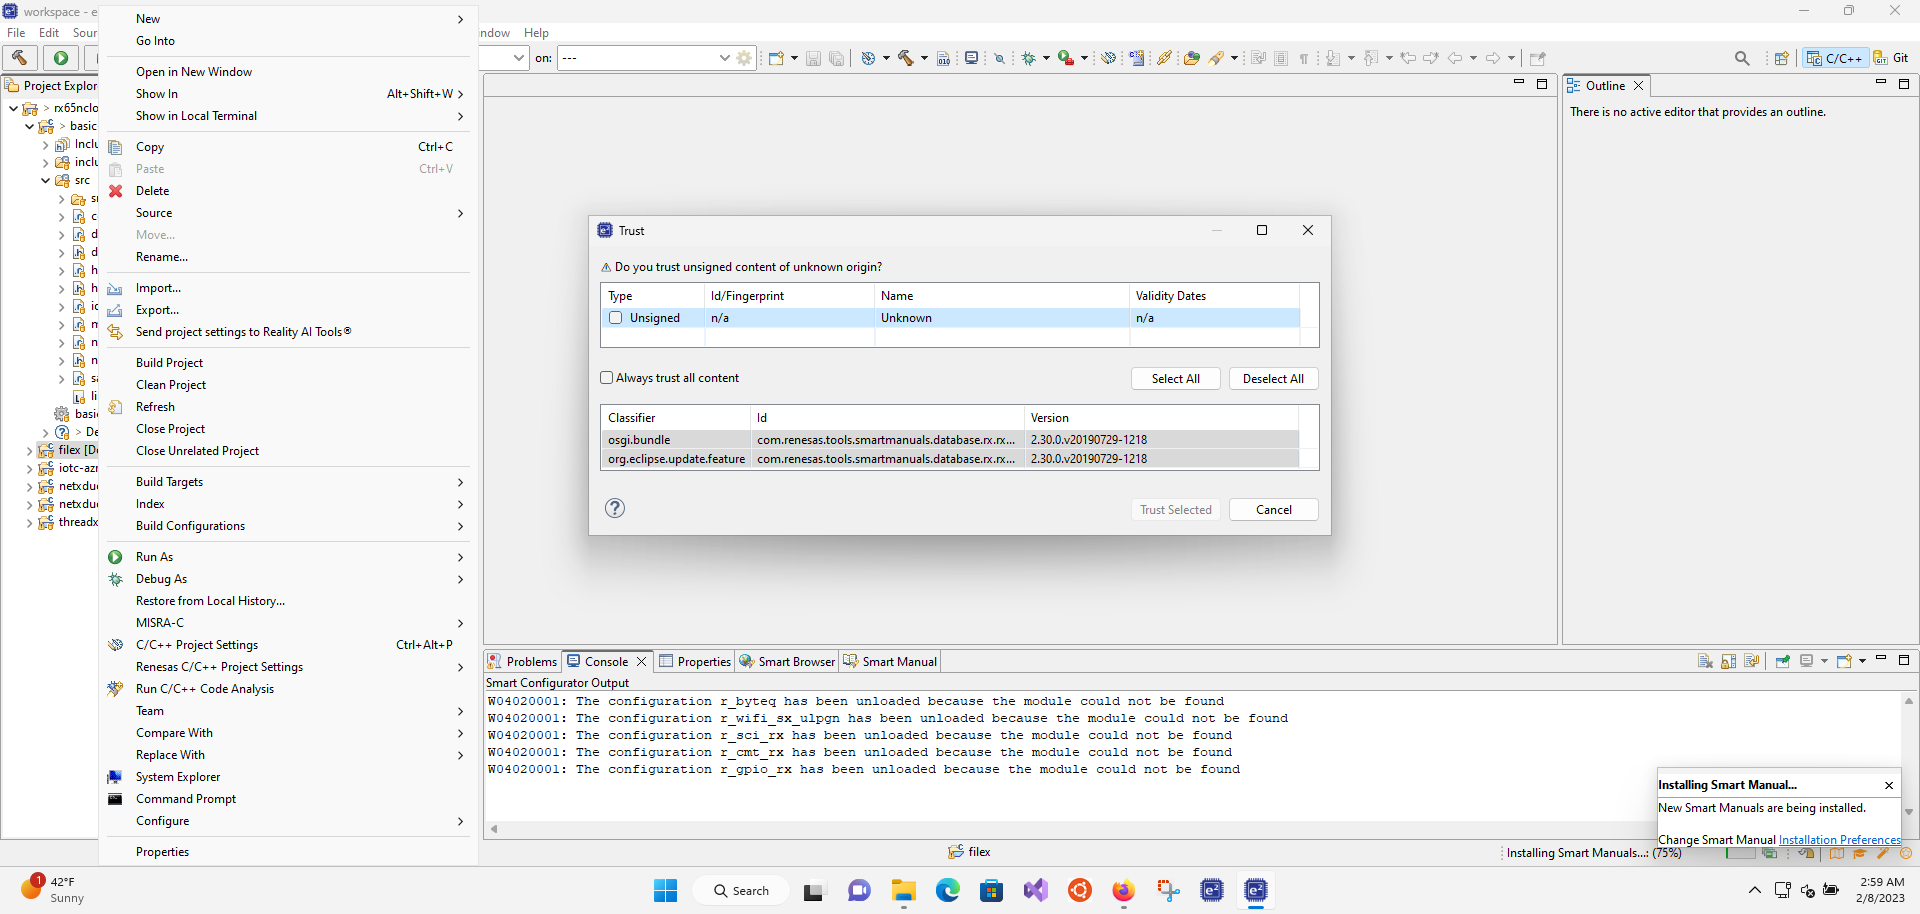 workspace - e
File Edit Sour
indow Help
on: ---
C/C++
Git
Project Explor
> rx65nclo
> basic
Inclu
inclu
src
basic
> De
filex [De
iotc-azr
netxdu
netxdu
threadx
New
Go Into
Open in New Window
Show In Alt+Shift+W >
Show in Local Terminal
Copy Ctrl+C
Paste Ctrl+V
Delete
Source
Move...
Rename...
Import...
Export...
Send project settings to Reality AI Tools®
Build Project
Clean Project
Refresh
Close Project
Close Unrelated Project
Build Targets
Index
Build Configurations
Run As
Debug As
Restore from Local History...
MISRA-C
C/C++ Project Settings Ctrl+Alt+P
Renesas C/C++ Project Settings
Run C/C++ Code Analysis
Team
Compare With
Replace With
System Explorer
Command Prompt
Configure
Properties
Trust
Do you trust unsigned content of unknown origin?
Type Id/Fingerprint Name Validity Dates
Unsigned n/a Unknown n/a
Always trust all content
Select All Deselect All
Classifier Id Version
osgi.bundle com.renesas.tools.smartmanuals.database.rx.rx... 2.30.0.v20190729-1218
org.eclipse.update.feature com.renesas.tools.smartmanuals.database.rx.rx... 2.30.0.v20190729-1218
Trust Selected Cancel
Outline
There is no active editor that provides an outline.
Problems Console Properties Smart Browser Smart Manual
Smart Configurator Output
W04020001: The configuration r_byteq has been unloaded because the module could not be found
W04020001: The configuration r_wifi_sx_ulpgn has been unloaded because the module could not be found
W04020001: The configuration r_sci_rx has been unloaded because the module could not be found
W04020001: The configuration r_cmt_rx has been unloaded because the module could not be found
W04020001: The configuration r_gpio_rx has been unloaded because the module could not be found
Installing Smart Manual...
New Smart Manuals are being installed.
Change Smart Manual Installation Preferences
filex
Installing Smart Manuals...: (75%)
1
42°F
Sunny
Search
2:59 AM
2/8/2023